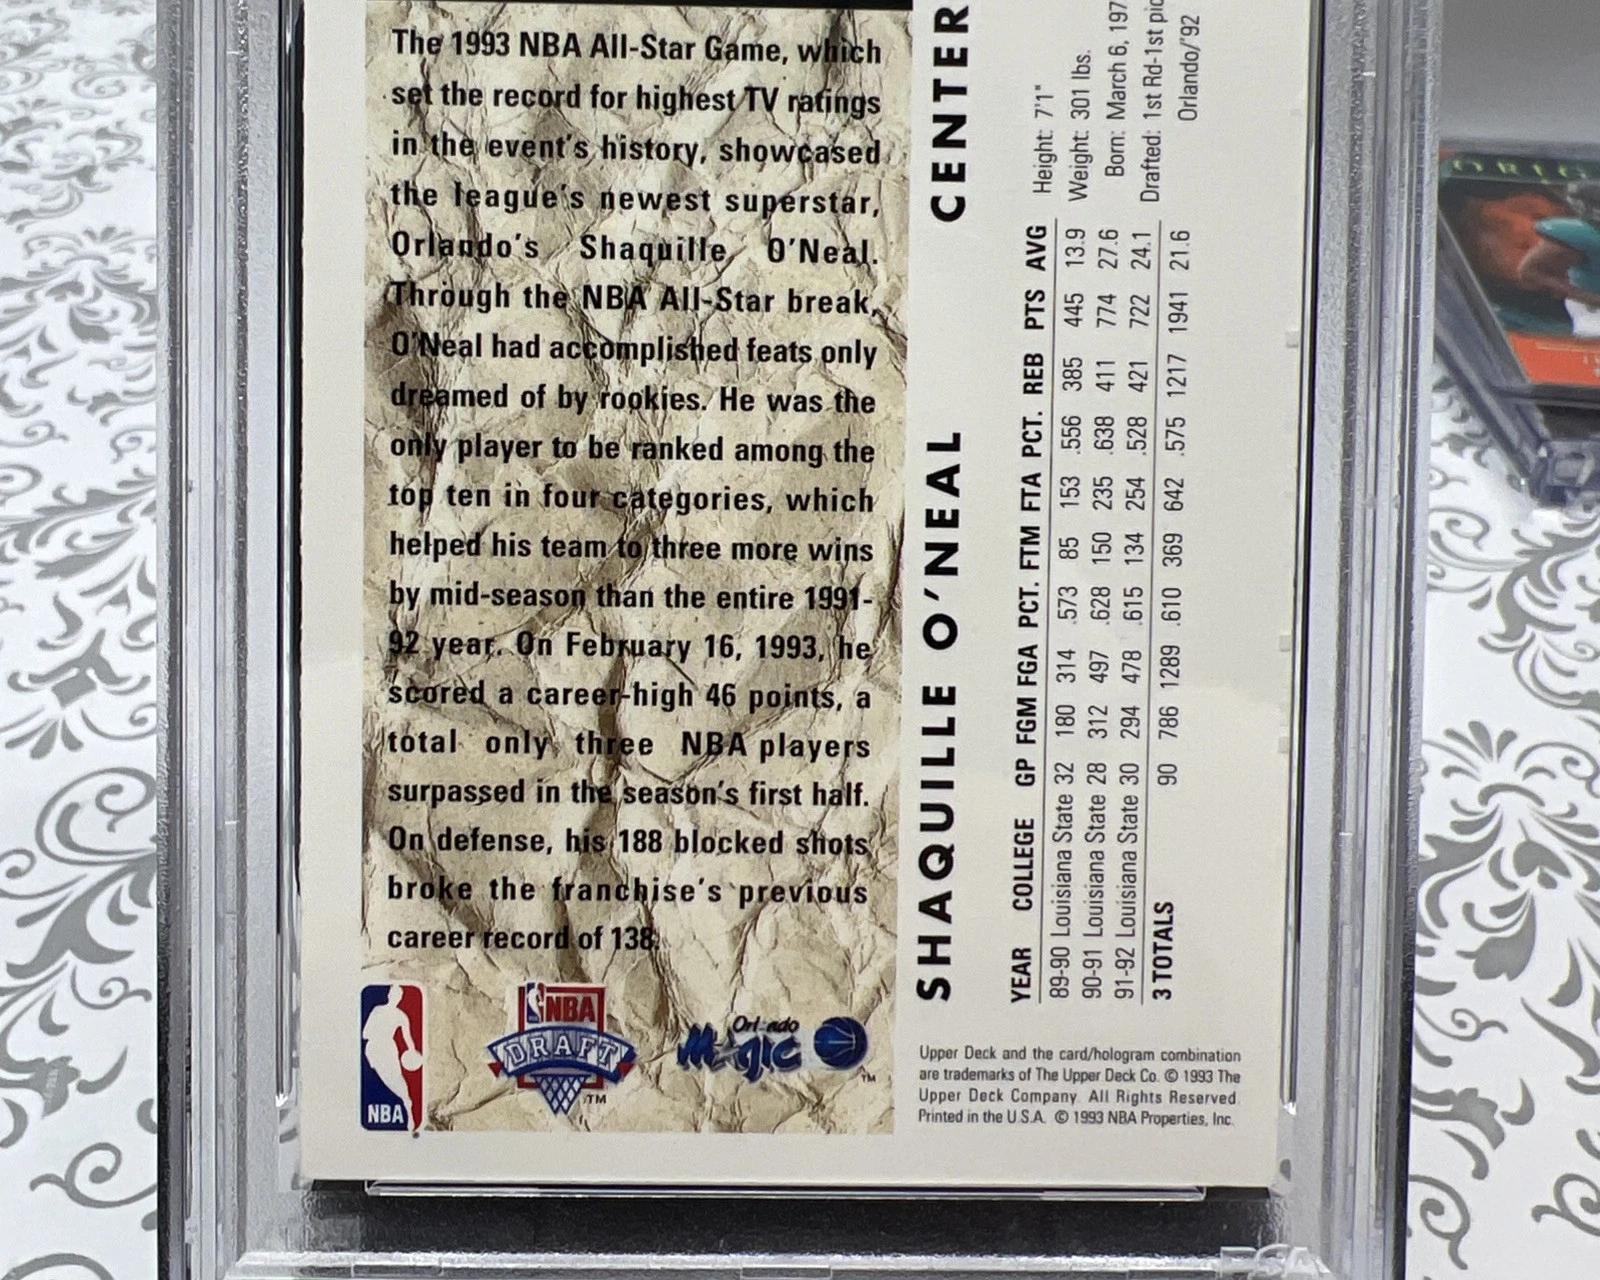 The 1993 NBA All-Star Game, which
set the record for highest TV ratings
in the event's history, showcased
the league's newest superstar,
Orlando's Shaquille O'Neal.
Through the NBA All-Star break,
O'Neal had accomplished feats only
dreamed of by rookies. He was the
only player to be ranked among the
top ten in four categories, which
helped his team to three more wins
by mid-season than the entire 1991-
92 year. On February 16, 1993, he
scored a career-high 46 points, a
total only three NBA players
surpassed in the season's first half.
On defense, his 188 blocked shots
broke the franchise's previous
career record of 138.
NBA
NBA
DRAFT
TM
Orlando
Magic
TM
SHAQUILLE O'NEAL CENTER
Height: 7'1"
Weight: 301 lbs.
Born: March 6, 197
Drafted: 1st Rd-1st pic
Orlando/'92
YEAR COLLEGE GP FGM FGA PCT. FTM FTA PCT. REB PTS AVG
89-90 Louisiana State 32 180 314 .573 85 153 .556 385 445 13.9
90-91 Louisiana State 28 312 497 .628 150 235 .638 411 774 27.6
91-92 Louisiana State 30 294 478 .615 134 254 .528 421 722 24.1
3 TOTALS 90 786 1289 .610 369 642 .575 1217 1941 21.6
Upper Deck and the card/hologram combination
are trademarks of The Upper Deck Co. © 1993 The
Upper Deck Company. All Rights Reserved.
Printed in the U.S.A. © 1993 NBA Properties, Inc.
PSA